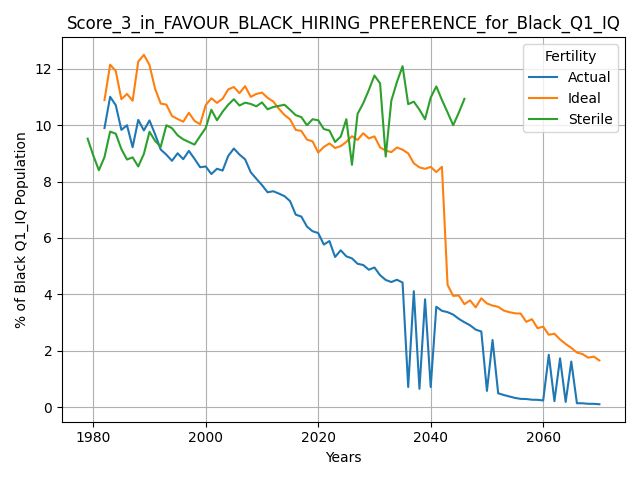 Score_3_in_FAVOUR_BLACK_HIRING_PREFERENCE_for_Black_Q1_IQ
Fertility
Actual
Ideal
Sterile
% of Black Q1_IQ Population
12
10
8
6
4
2
0
1980
2000
2020
2040
2060
Years